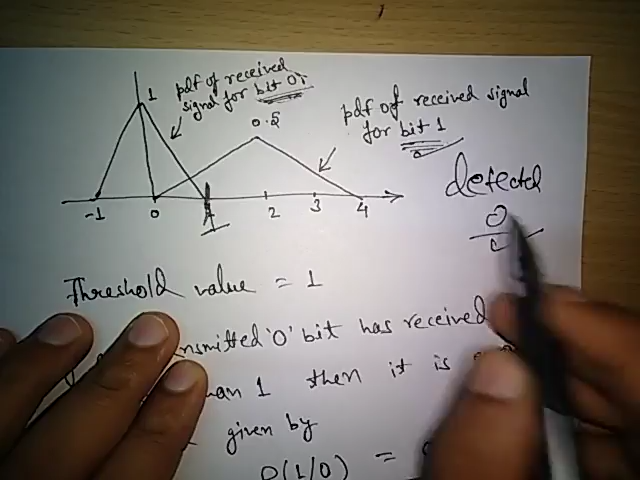 pdf of received
signal for bit 0
1
pdf of received signal
for bit 1
0.5
-1 0 1 2 3 4
detected
0
Threshold value = 1
nsmitted '0' bit has received
han 1 then it is
given by
P(1/0) =